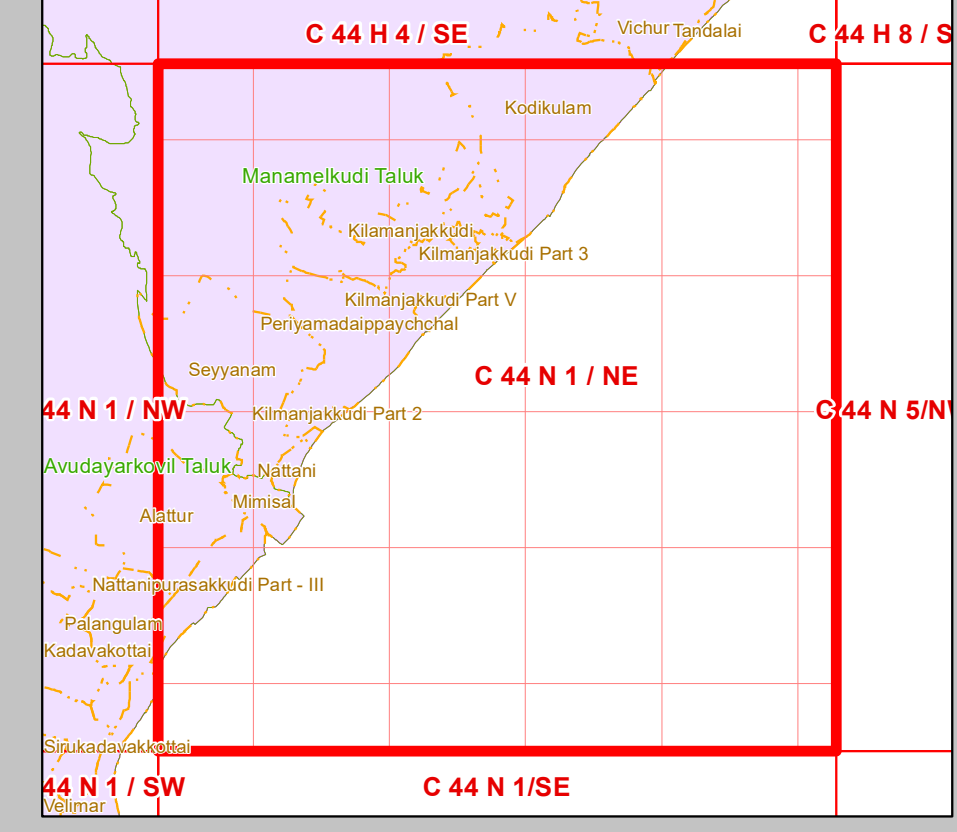 Vichur Tandalai
C 44 H 4 / SE
C 44 H 8 / S
Kodikulam
Manamelkudi Taluk
Kilamanjakkudi
Kilmanjakkudi Part 3
Kilmanjakkudi Part V
Periyamadaippaychchal
Seyyanam
C 44 N 1 / NE
44 N 1 / NW
Kilmanjakkudi Part 2
C 44 N 5/NW
Avudayarkovil Taluk
Nattani
Mimisal
Alattur
Nattanipurasakkudi Part - III
Palangulam
Kadavakottai
Sirukadavakkottai
44 N 1 / SW
C 44 N 1/SE
Velimar